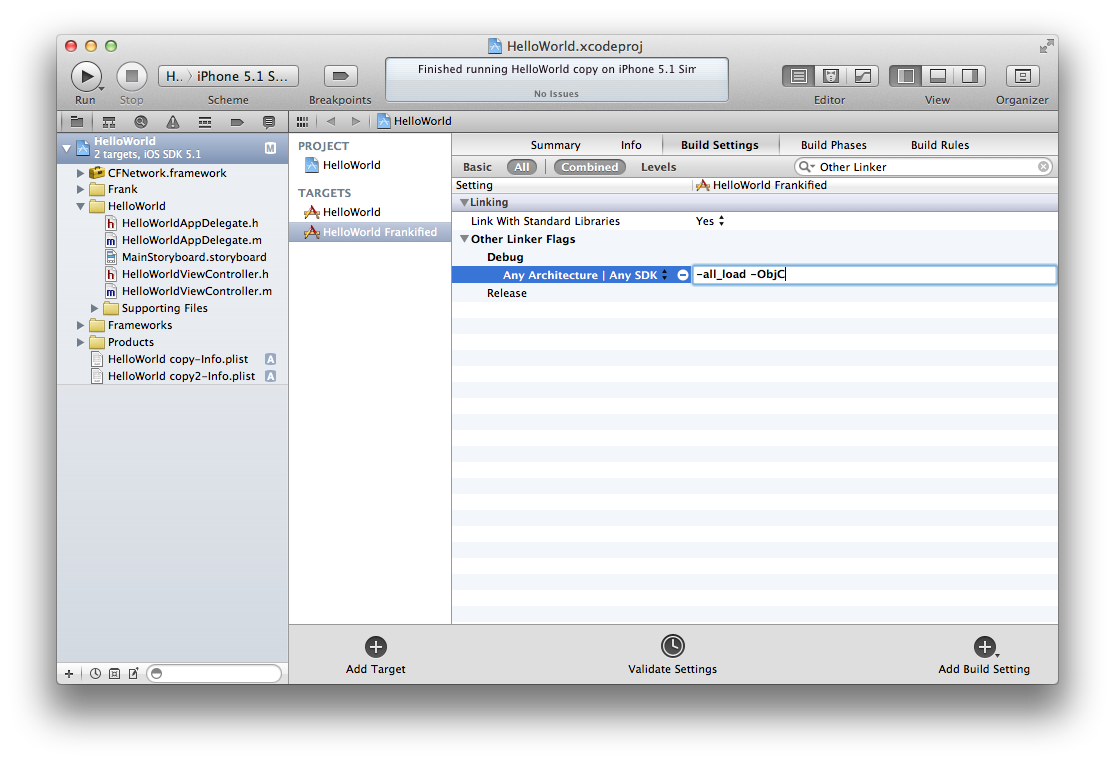 HelloWorld.xcodeproj
H.. 〉 iPhone 5.1 S...
Finished running HelloWorld copy on iPhone 5.1 Sim
No Issues
Run
Stop
Scheme
Breakpoints
Editor
View
Organizer
HelloWorld
HelloWorld
2 targets, iOS SDK 5.1
M
CFNetwork.framework
Frank
HelloWorld
h HelloWorldAppDelegate.h
m HelloWorldAppDelegate.m
MainStoryboard.storyboard
h HelloWorldViewController.h
m HelloWorldViewController.m
Supporting Files
Frameworks
Products
HelloWorld copy-Info.plist A
HelloWorld copy2-Info.plist A
PROJECT
HelloWorld
TARGETS
HelloWorld
HelloWorld Frankified
Summary Info Build Settings Build Phases Build Rules
Basic All Combined Levels Other Linker
Setting HelloWorld Frankified
Linking
Link With Standard Libraries Yes
Other Linker Flags
Debug
Any Architecture | Any SDK -all_load -ObjC
Release
Add Target
Validate Settings
Add Build Setting